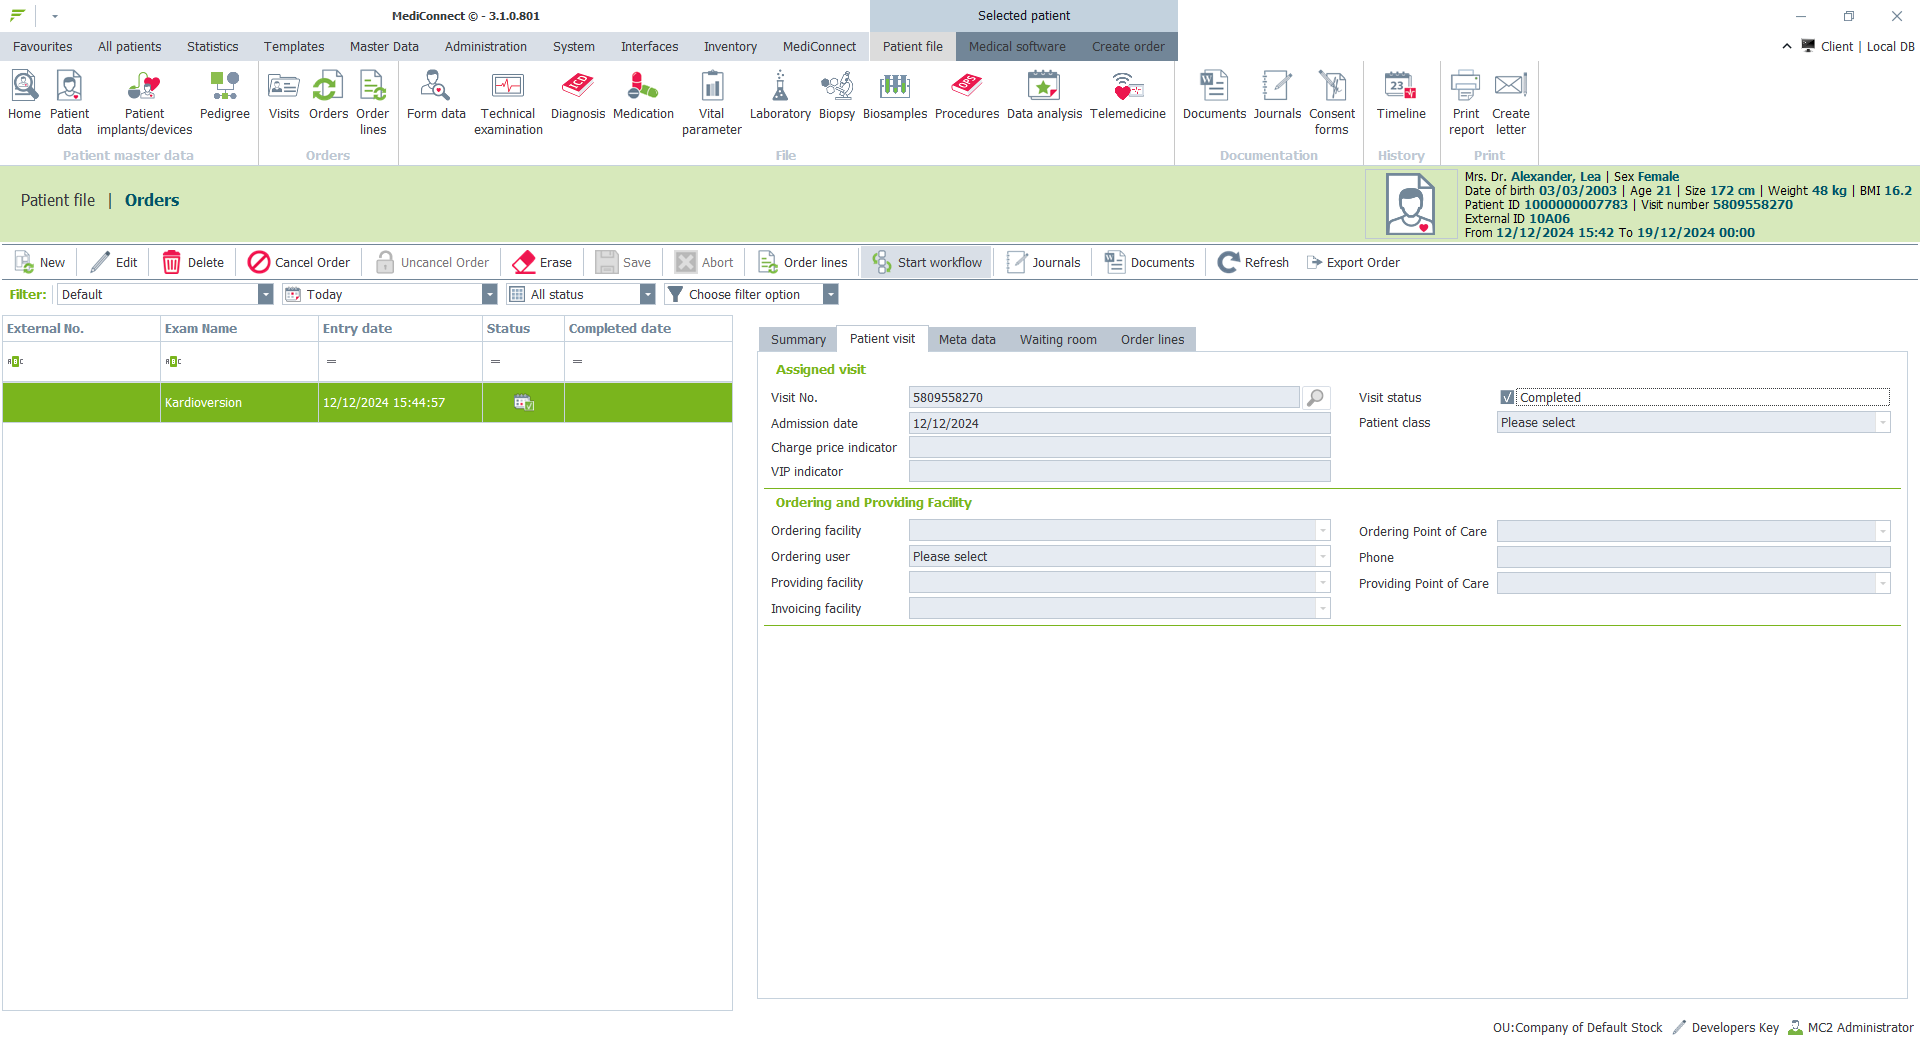 MediConnect © - 3.1.0.801
Selected patient
Favourites All patients Statistics Templates Master Data Administration System Interfaces Inventory MediConnect Patient file Medical software Create order
Client | Local DB
Home Patient data Patient implants/devices Pedigree Visits Orders Order lines Form data Technical examination Diagnosis Medication Vital parameter Laboratory Biopsy Biosamples Procedures Data analysis Telemedicine Documents Journals Consent forms Timeline Print report Create letter
ICD OPS 23
Patient master data Orders File Documentation History Print
Patient file | Orders
Mrs. Dr. Alexander, Lea | Sex Female
Date of birth 03/03/2003 | Age 21 | Size 172 cm | Weight 48 kg | BMI 16.2
Patient ID 1000000007783 | Visit number 5809558270
External ID 10A06
From 12/12/2024 15:42 To 19/12/2024 00:00
New Edit Delete Cancel Order Uncancel Order Erase Save Abort Order lines Start workflow Journals Documents Refresh Export Order
Filter: Default Today All status Choose filter option
External No. Exam Name Entry date Status Completed date
ABC ABC = = =
Kardioversion 12/12/2024 15:44:57
Summary Patient visit Meta data Waiting room Order lines
Assigned visit
Visit No. 5809558270 Visit status Completed
Admission date 12/12/2024 Patient class Please select
Charge price indicator
VIP indicator
Ordering and Providing Facility
Ordering facility Ordering Point of Care
Ordering user Please select Phone
Providing facility Providing Point of Care
Invoicing facility
OU:Company of Default Stock Developers Key MC2 Administrator